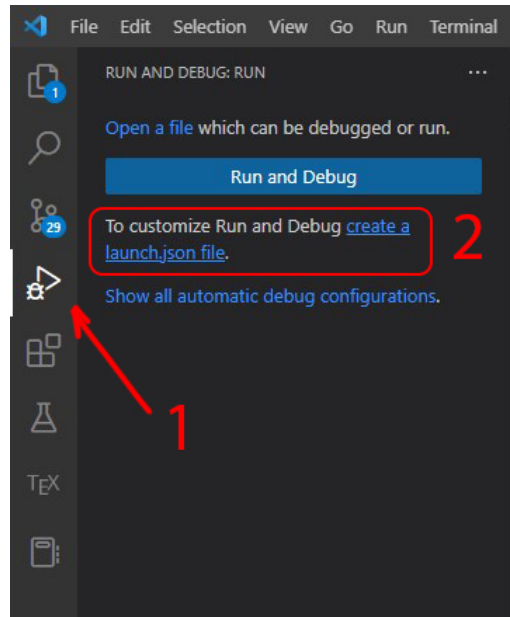 File Edit Selection View Go Run Terminal
RUN AND DEBUG: RUN ...
1
Open a file which can be debugged or run.
Run and Debug
29
To customize Run and Debug create a
launch.json file.
2
Show all automatic debug configurations.
1
TEX